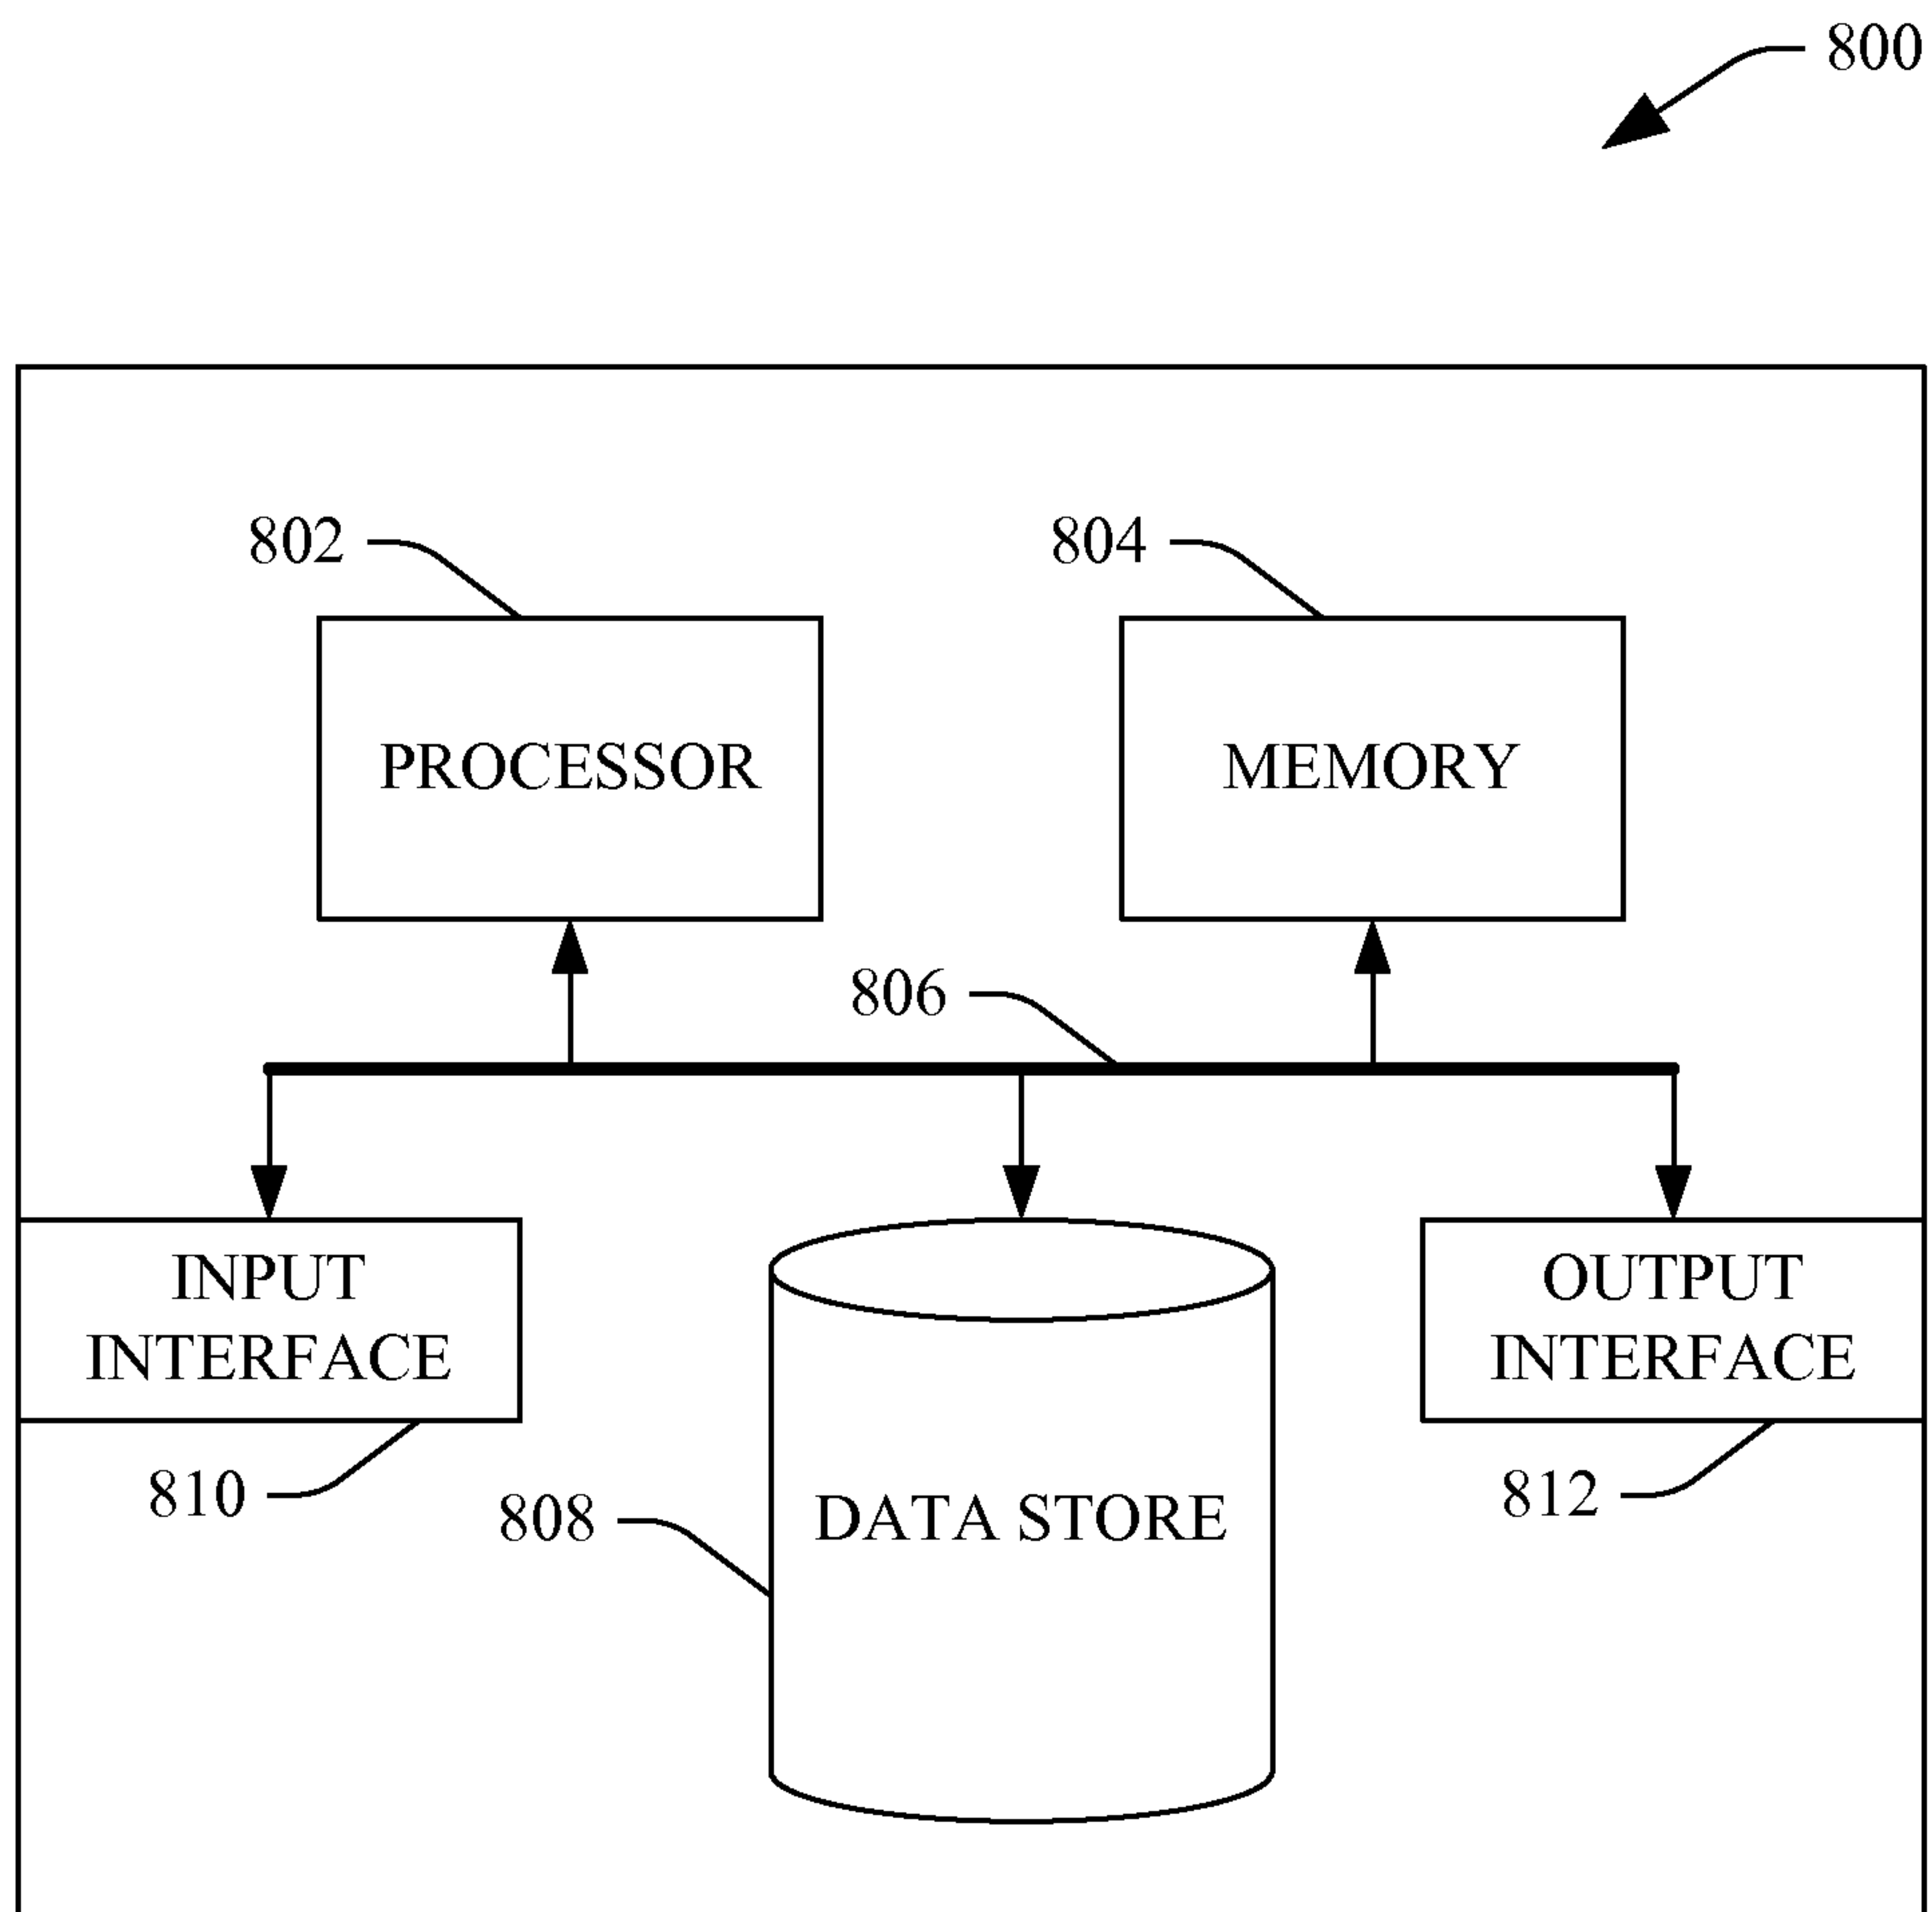 800
802
804
PROCESSOR
MEMORY
806
INPUT
INTERFACE
OUTPUT
INTERFACE
810
808
DATA STORE
812